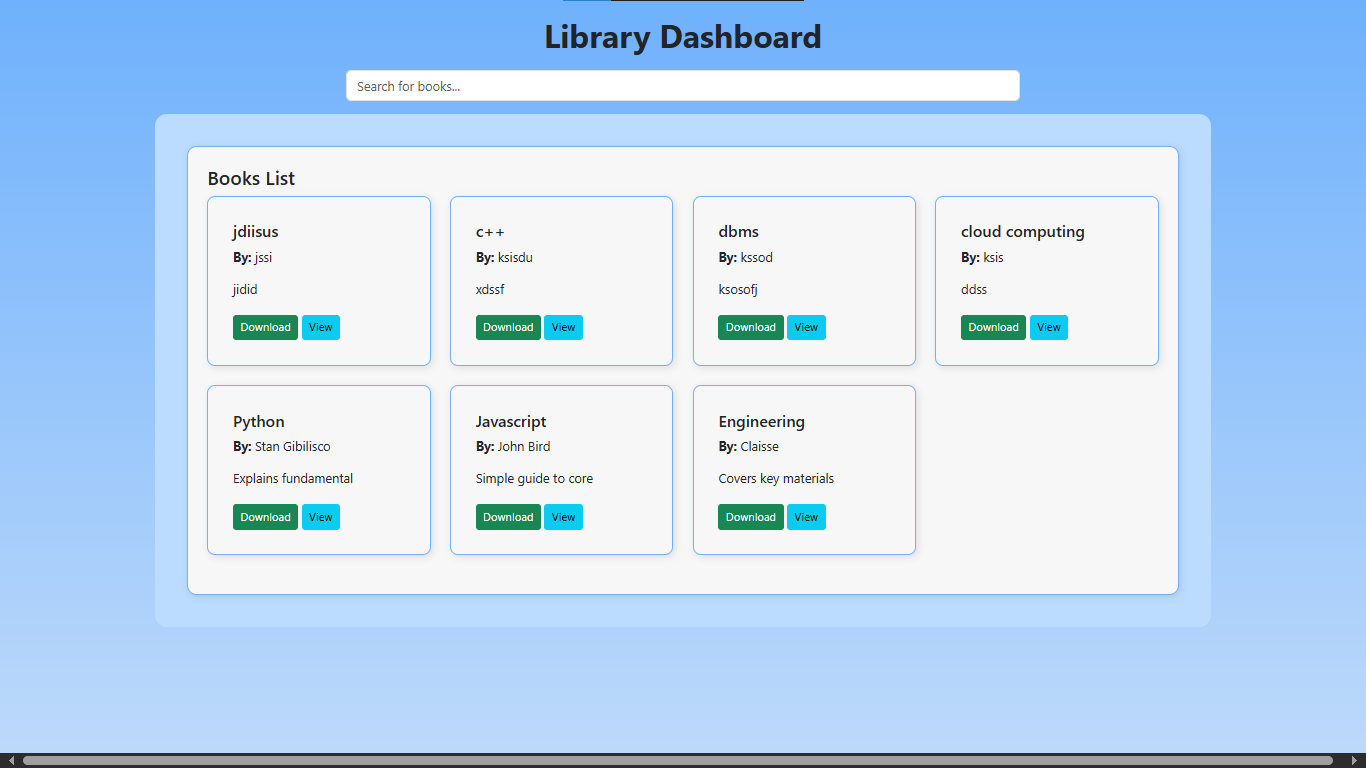 Library Dashboard
Search for books...
Books List
jdiisus
By: jssi
jidid
Download View
c++
By: ksisdu
xdssf
Download View
dbms
By: kssod
ksosofj
Download View
cloud computing
By: ksis
ddss
Download View
Python
By: Stan Gibilisco
Explains fundamental
Download View
Javascript
By: John Bird
Simple guide to core
Download View
Engineering
By: Claisse
Covers key materials
Download View